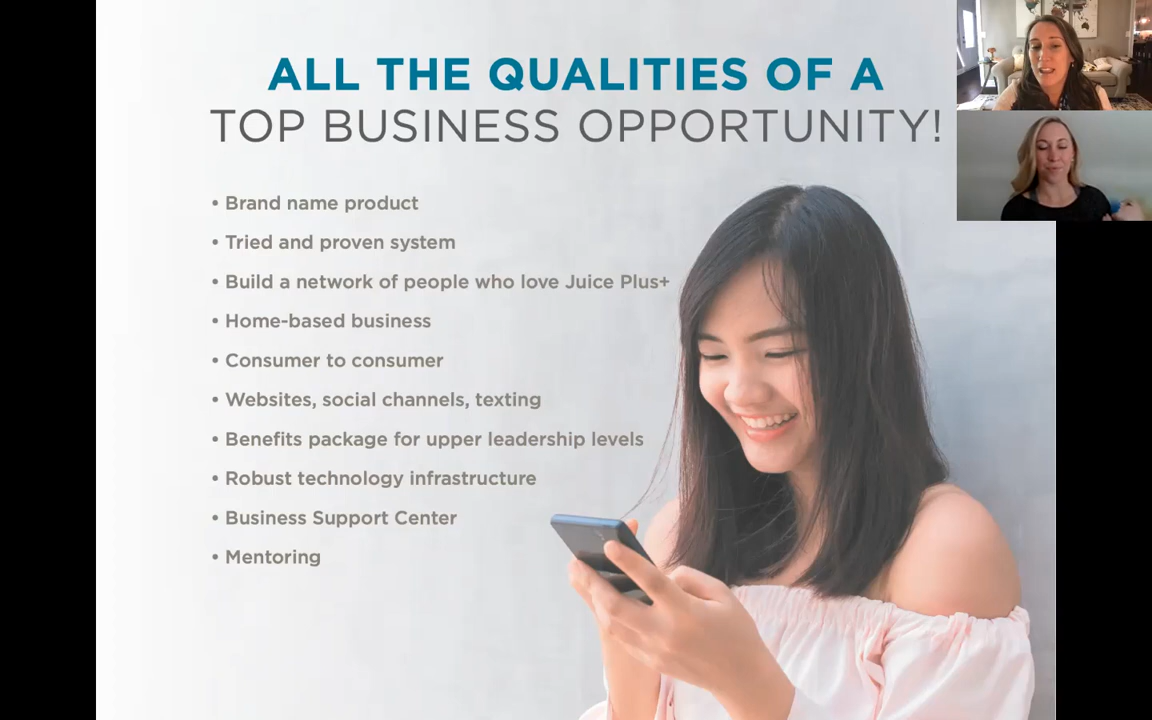 ALL THE QUALITIES OF A
TOP BUSINESS OPPORTUNITY!
• Brand name product
• Tried and proven system
• Build a network of people who love Juice Plus+
• Home-based business
• Consumer to consumer
• Websites, social channels, texting
• Benefits package for upper leadership levels
• Robust technology infrastructure
• Business Support Center
• Mentoring